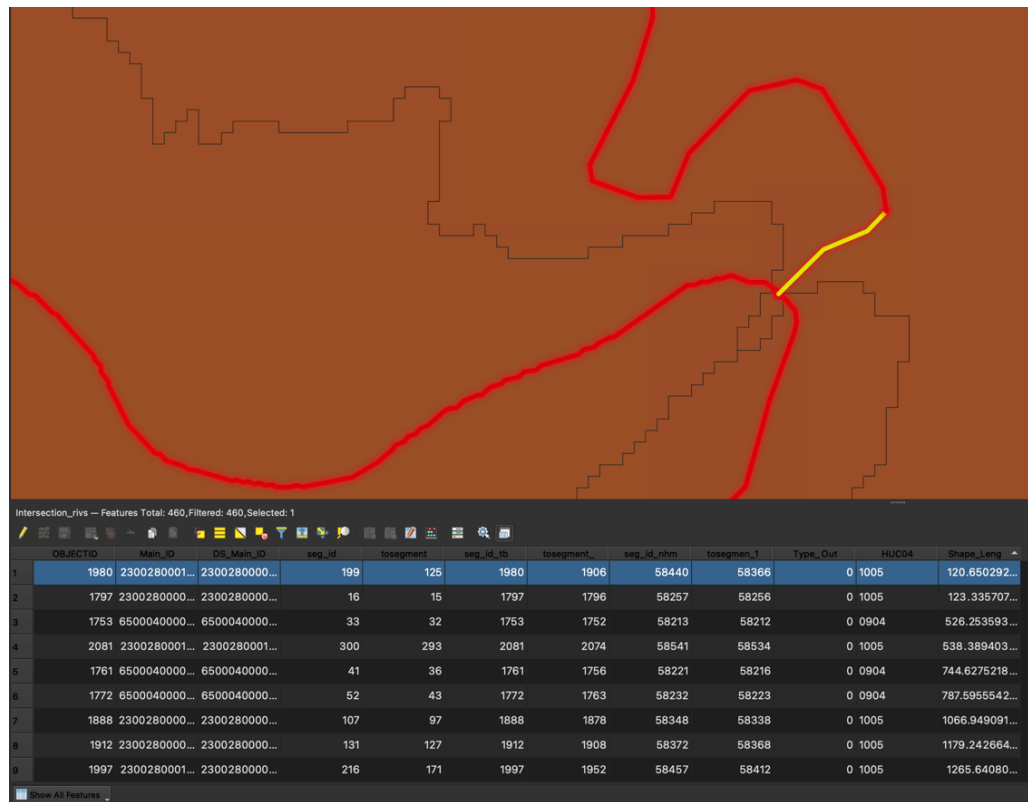 Intersection_rivs — Features Total: 460, Filtered: 460, Selected: 1
OBJECTID Main_ID DS_Main_ID seg_id tosegment seg_id_tb tosegment_ seg_id_nhm tosegmen_1 Type_Out HUC04 Shape_Leng
1 1980 2300280001... 2300280000... 199 125 1980 1906 58440 58366 0 1005 120.650292...
2 1797 2300280000... 2300280000... 16 15 1797 1796 58257 58256 0 1005 123.335707...
3 1753 6500040000... 6500040000... 33 32 1753 1752 58213 58212 0 0904 526.253593...
4 2081 2300280001... 2300280001... 300 293 2081 2074 58541 58534 0 1005 538.389403...
5 1761 6500040000... 6500040000... 41 36 1761 1756 58221 58216 0 0904 744.6275218...
6 1772 6500040000... 6500040000... 52 43 1772 1763 58232 58223 0 0904 787.5955542...
7 1888 2300280000... 2300280000... 107 97 1888 1878 58348 58338 0 1005 1066.949091...
8 1912 2300280000... 2300280000... 131 127 1912 1908 58372 58368 0 1005 1179.242664...
9 1997 2300280001... 2300280000... 216 171 1997 1952 58457 58412 0 1005 1265.64080...
Show All Features